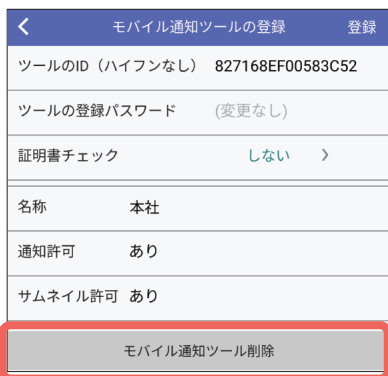 モバイル通知ツールの登録 登録
ツールのID（ハイフンなし） 827168EF00583C52
ツールの登録パスワード (変更なし)
証明書チェック しない
名称 本社
通知許可 あり
サムネイル許可 あり
モバイル通知ツール削除